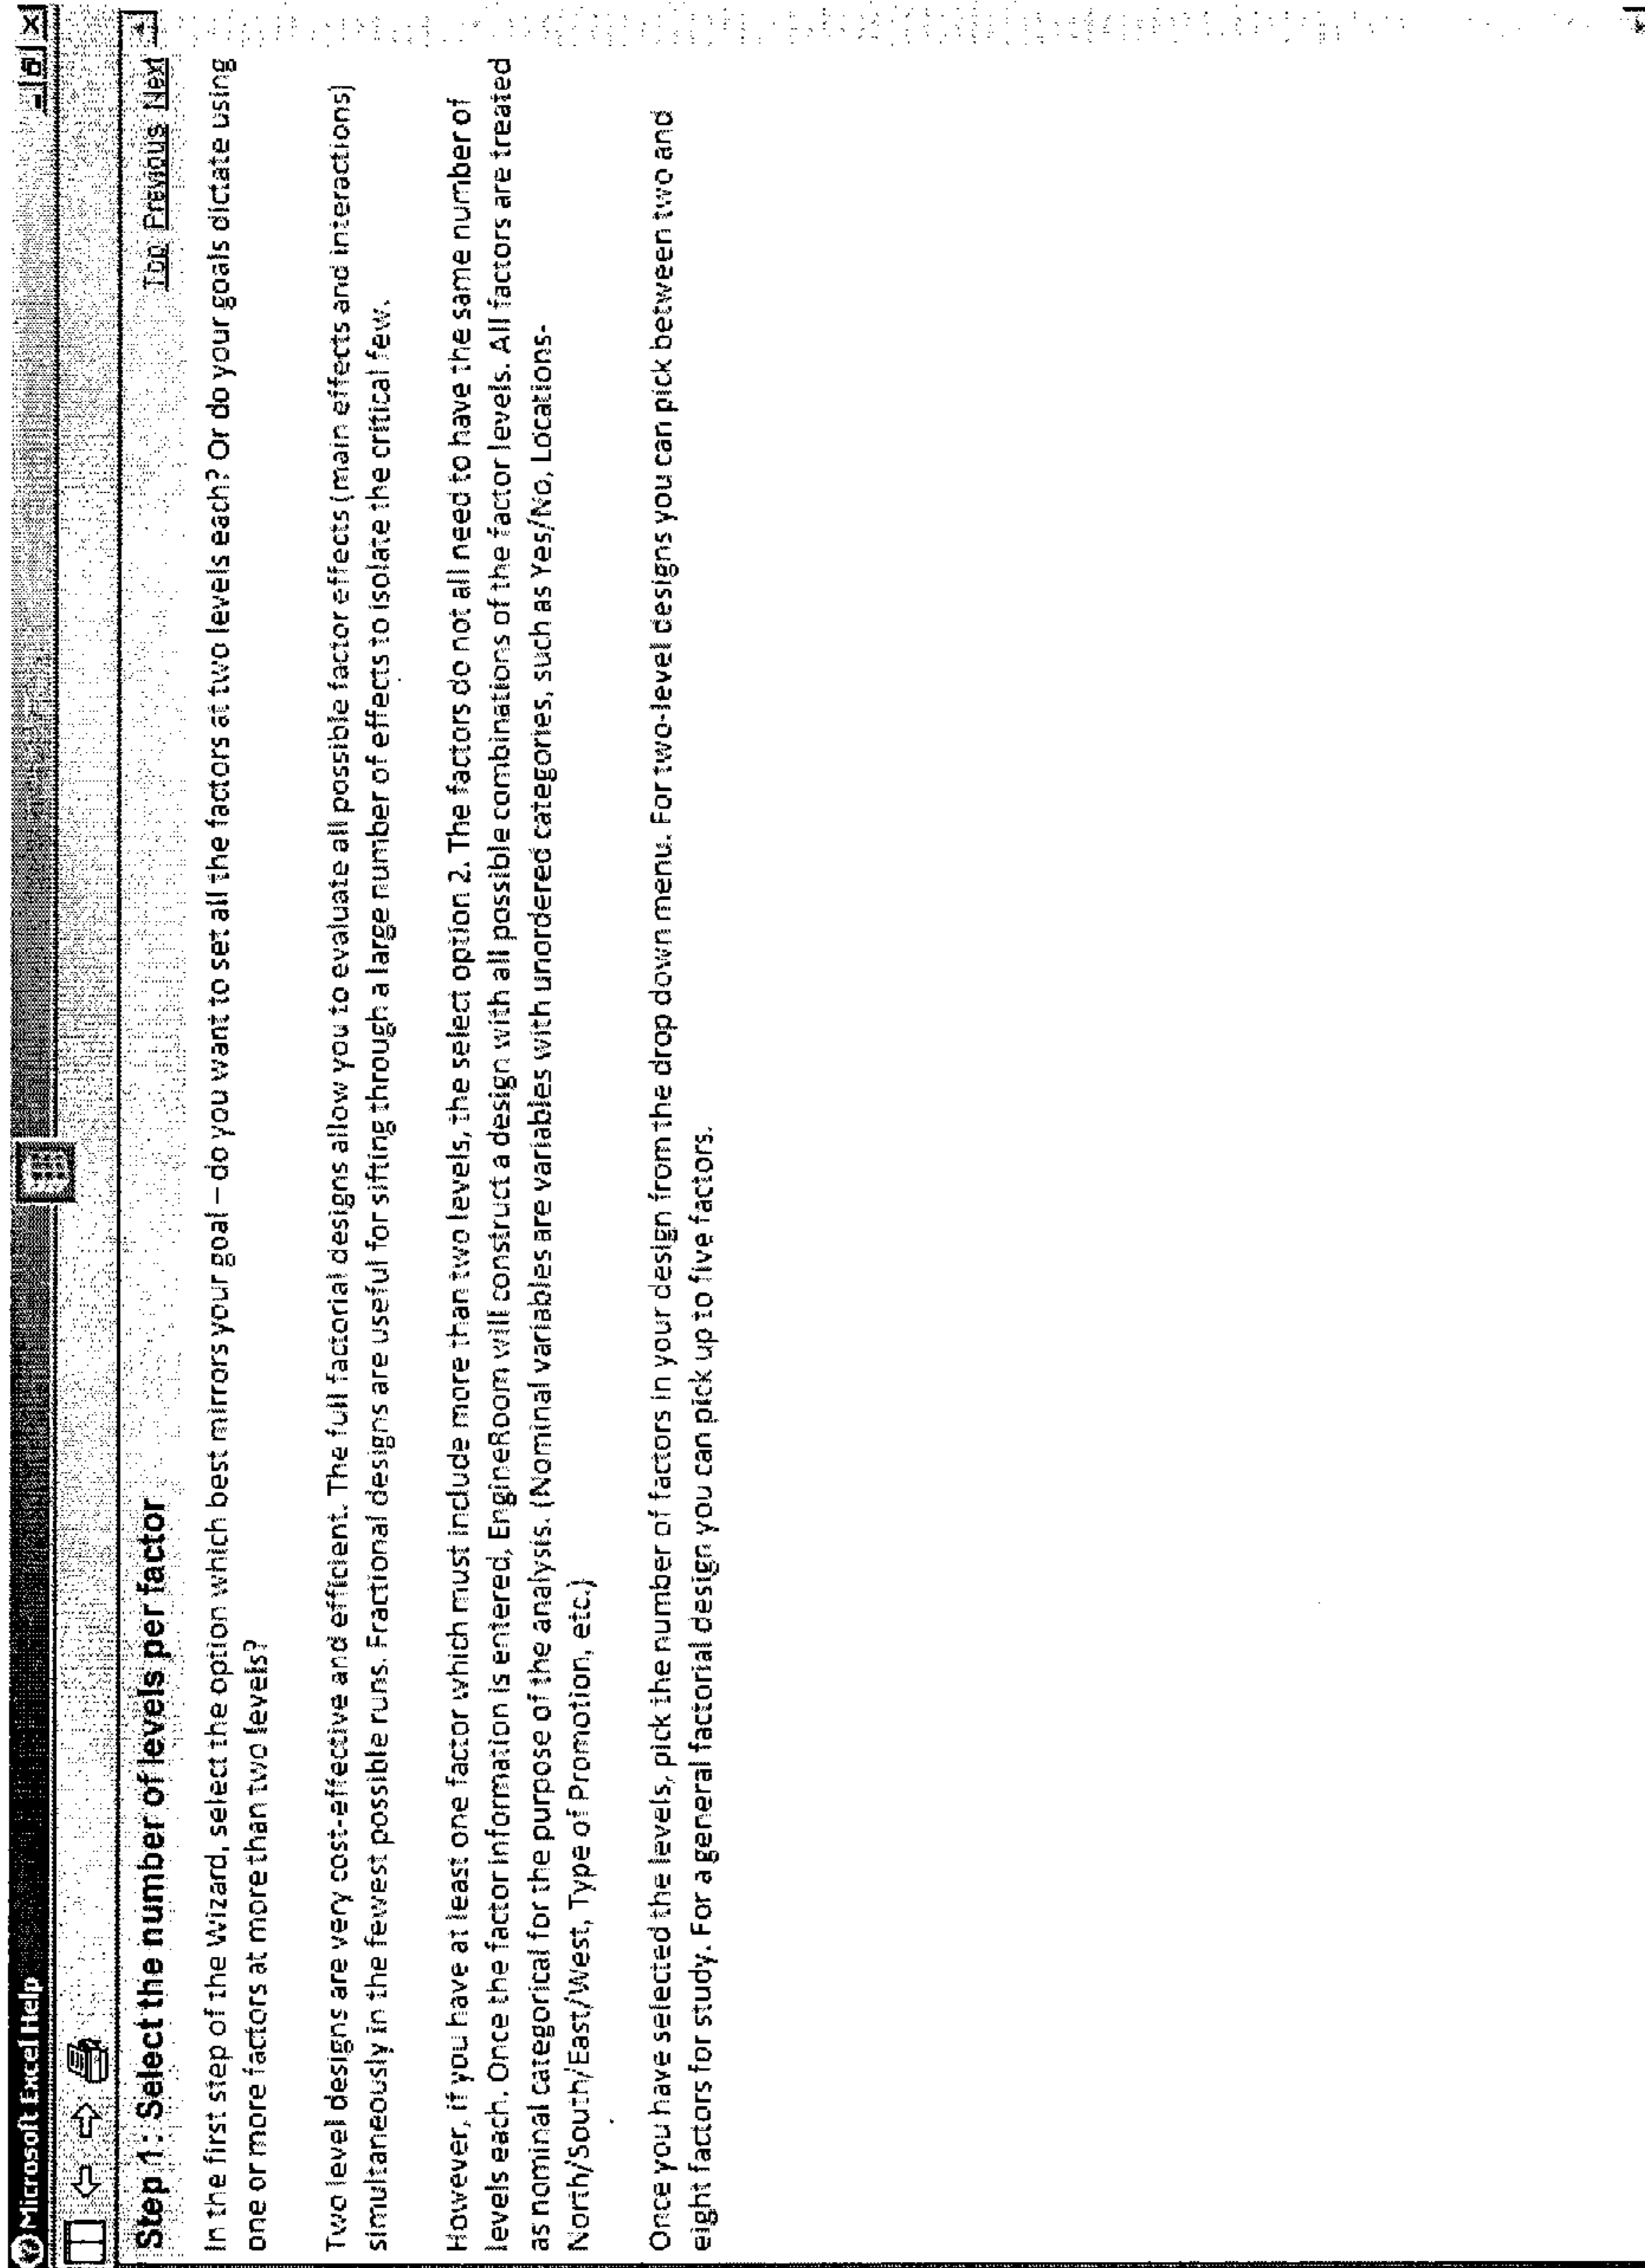 Microsoft Excel Help
Step 1: Select the number of levels per factor
Top Previous Next
In the first step of the Wizard, select the option which best mirrors your goal – do you want to set all the factors at two levels each? Or do your goals dictate using
one or more factors at more than two levels?
Two level designs are very cost-effective and efficient. The full factorial designs allow you to evaluate all possible factor effects (main effects and interactions)
simultaneously in the fewest possible runs. Fractional designs are useful for sifting through a large number of effects to isolate the critical few.
However, if you have at least one factor which must include more than two levels, the select option 2. The factors do not all need to have the same number of
levels each. Once the factor information is entered, EngineRoom will construct a design with all possible combinations of the factor levels. All factors are treated
as nominal categorical for the purpose of the analysis. (Nominal variables are variables with unordered categories, such as Yes/No, Locations-
North/South/East/West, Type of Promotion, etc.)
Once you have selected the levels, pick the number of factors in your design from the drop down menu. For two-level designs you can pick between two and
eight factors for study. For a general factorial design you can pick up to five factors.